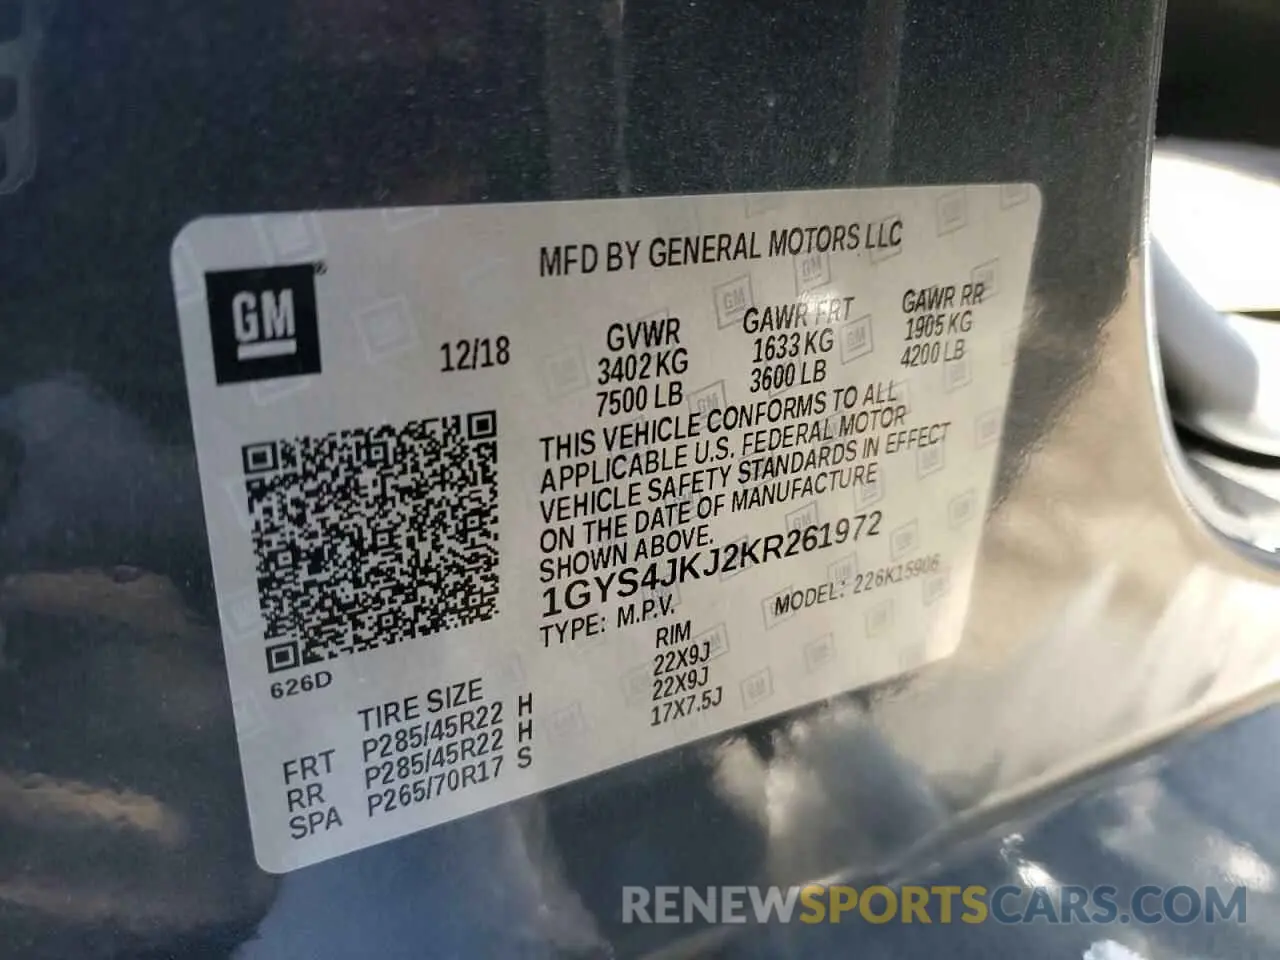 MFD BY GENERAL MOTORS LLC
GM®
12/18
GVWR GAWR FRT GAWR RR
3402 KG 1633 KG 1905 KG
7500 LB 3600 LB 4200 LB
THIS VEHICLE CONFORMS TO ALL
APPLICABLE U.S. FEDERAL MOTOR
VEHICLE SAFETY STANDARDS IN EFFECT
ON THE DATE OF MANUFACTURE
SHOWN ABOVE.
1GYS4JKJ2KR261972
TYPE: M.P.V. MODEL: 226K15906
626D
TIRE SIZE RIM
FRT P285/45R22 H 22X9J
RR P285/45R22 H 22X9J
SPA P265/70R17 S 17X7.5J
RENEWSPORTSCARS.COM